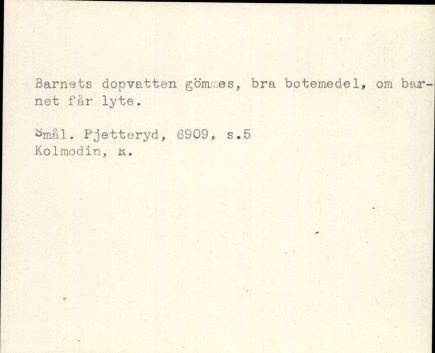 Barnets dopvatten gömmes, bra botemedel, om bar-
net får lyte.
Smål. Pjetteryd, 6909, s.5
Kolmodin, R.